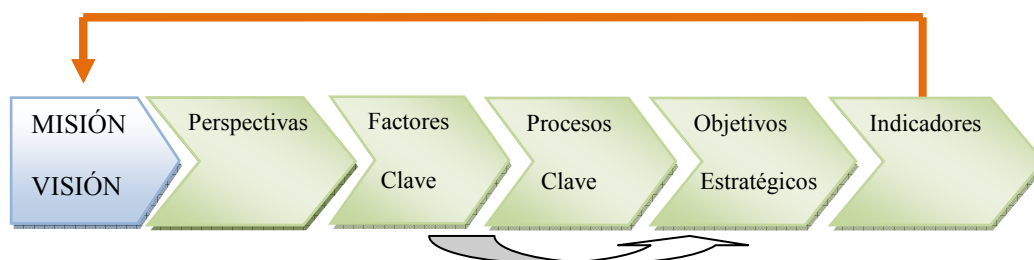 MISIÓN
VISIÓN
Perspectivas
Factores
Clave
Procesos
Clave
Objetivos
Estratégicos
Indicadores